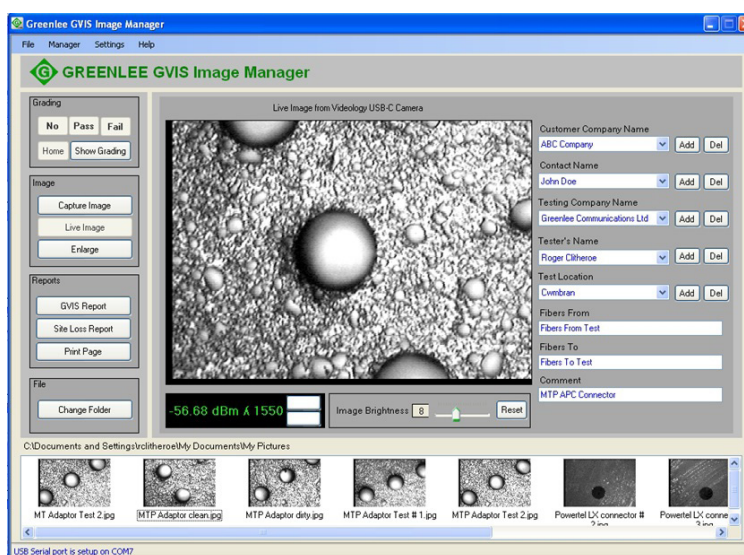 Greenlee GVIS Image Manager
File Manager Settings Help
G GREENLEE GVIS Image Manager
Grading
No Pass Fail
Home Show Grading
Image
Capture Image
Live Image
Enlarge
Reports
GVIS Report
Site Loss Report
Print Page
File
Change Folder
Live Image from Videology USB-C Camera
-56.68 dBm ʎ 1550
Image Brightness 8 Reset
Customer Company Name
ABC Company Add Del
Contact Name
John Doe Add Del
Testing Company Name
Greenlee Communications Ltd Add Del
Tester's Name
Roger Clitheroe Add Del
Test Location
Cwmbran Add Del
Fibers From
Fibers From Test
Fibers To
Fibers To Test
Comment
MTP APC Connector
C:\Documents and Settings\rclitheroe\My Documents\My Pictures
MT Adaptor Test 2.jpg MTP Adaptor clean.jpg MTP Adaptor dirty.jpg MTP Adaptor Test # 1.jpg MTP Adaptor Test 2.jpg Powertel LX connector # Powertel LX conne
2.jpg 3.jpg
USB Serial port is setup on COM7